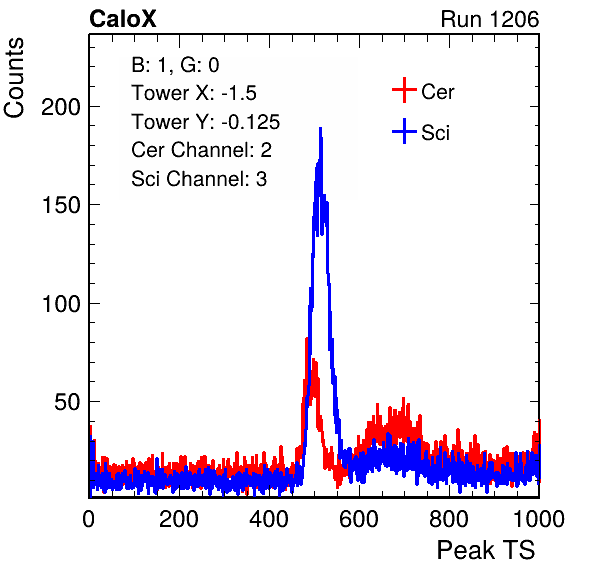 CaloX Run 1206
Counts
B: 1, G: 0
Tower X: -1.5
Tower Y: -0.125
Cer Channel: 2
Sci Channel: 3
Cer
Sci
200
150
100
50
0 200 400 600 800 1000
Peak TS